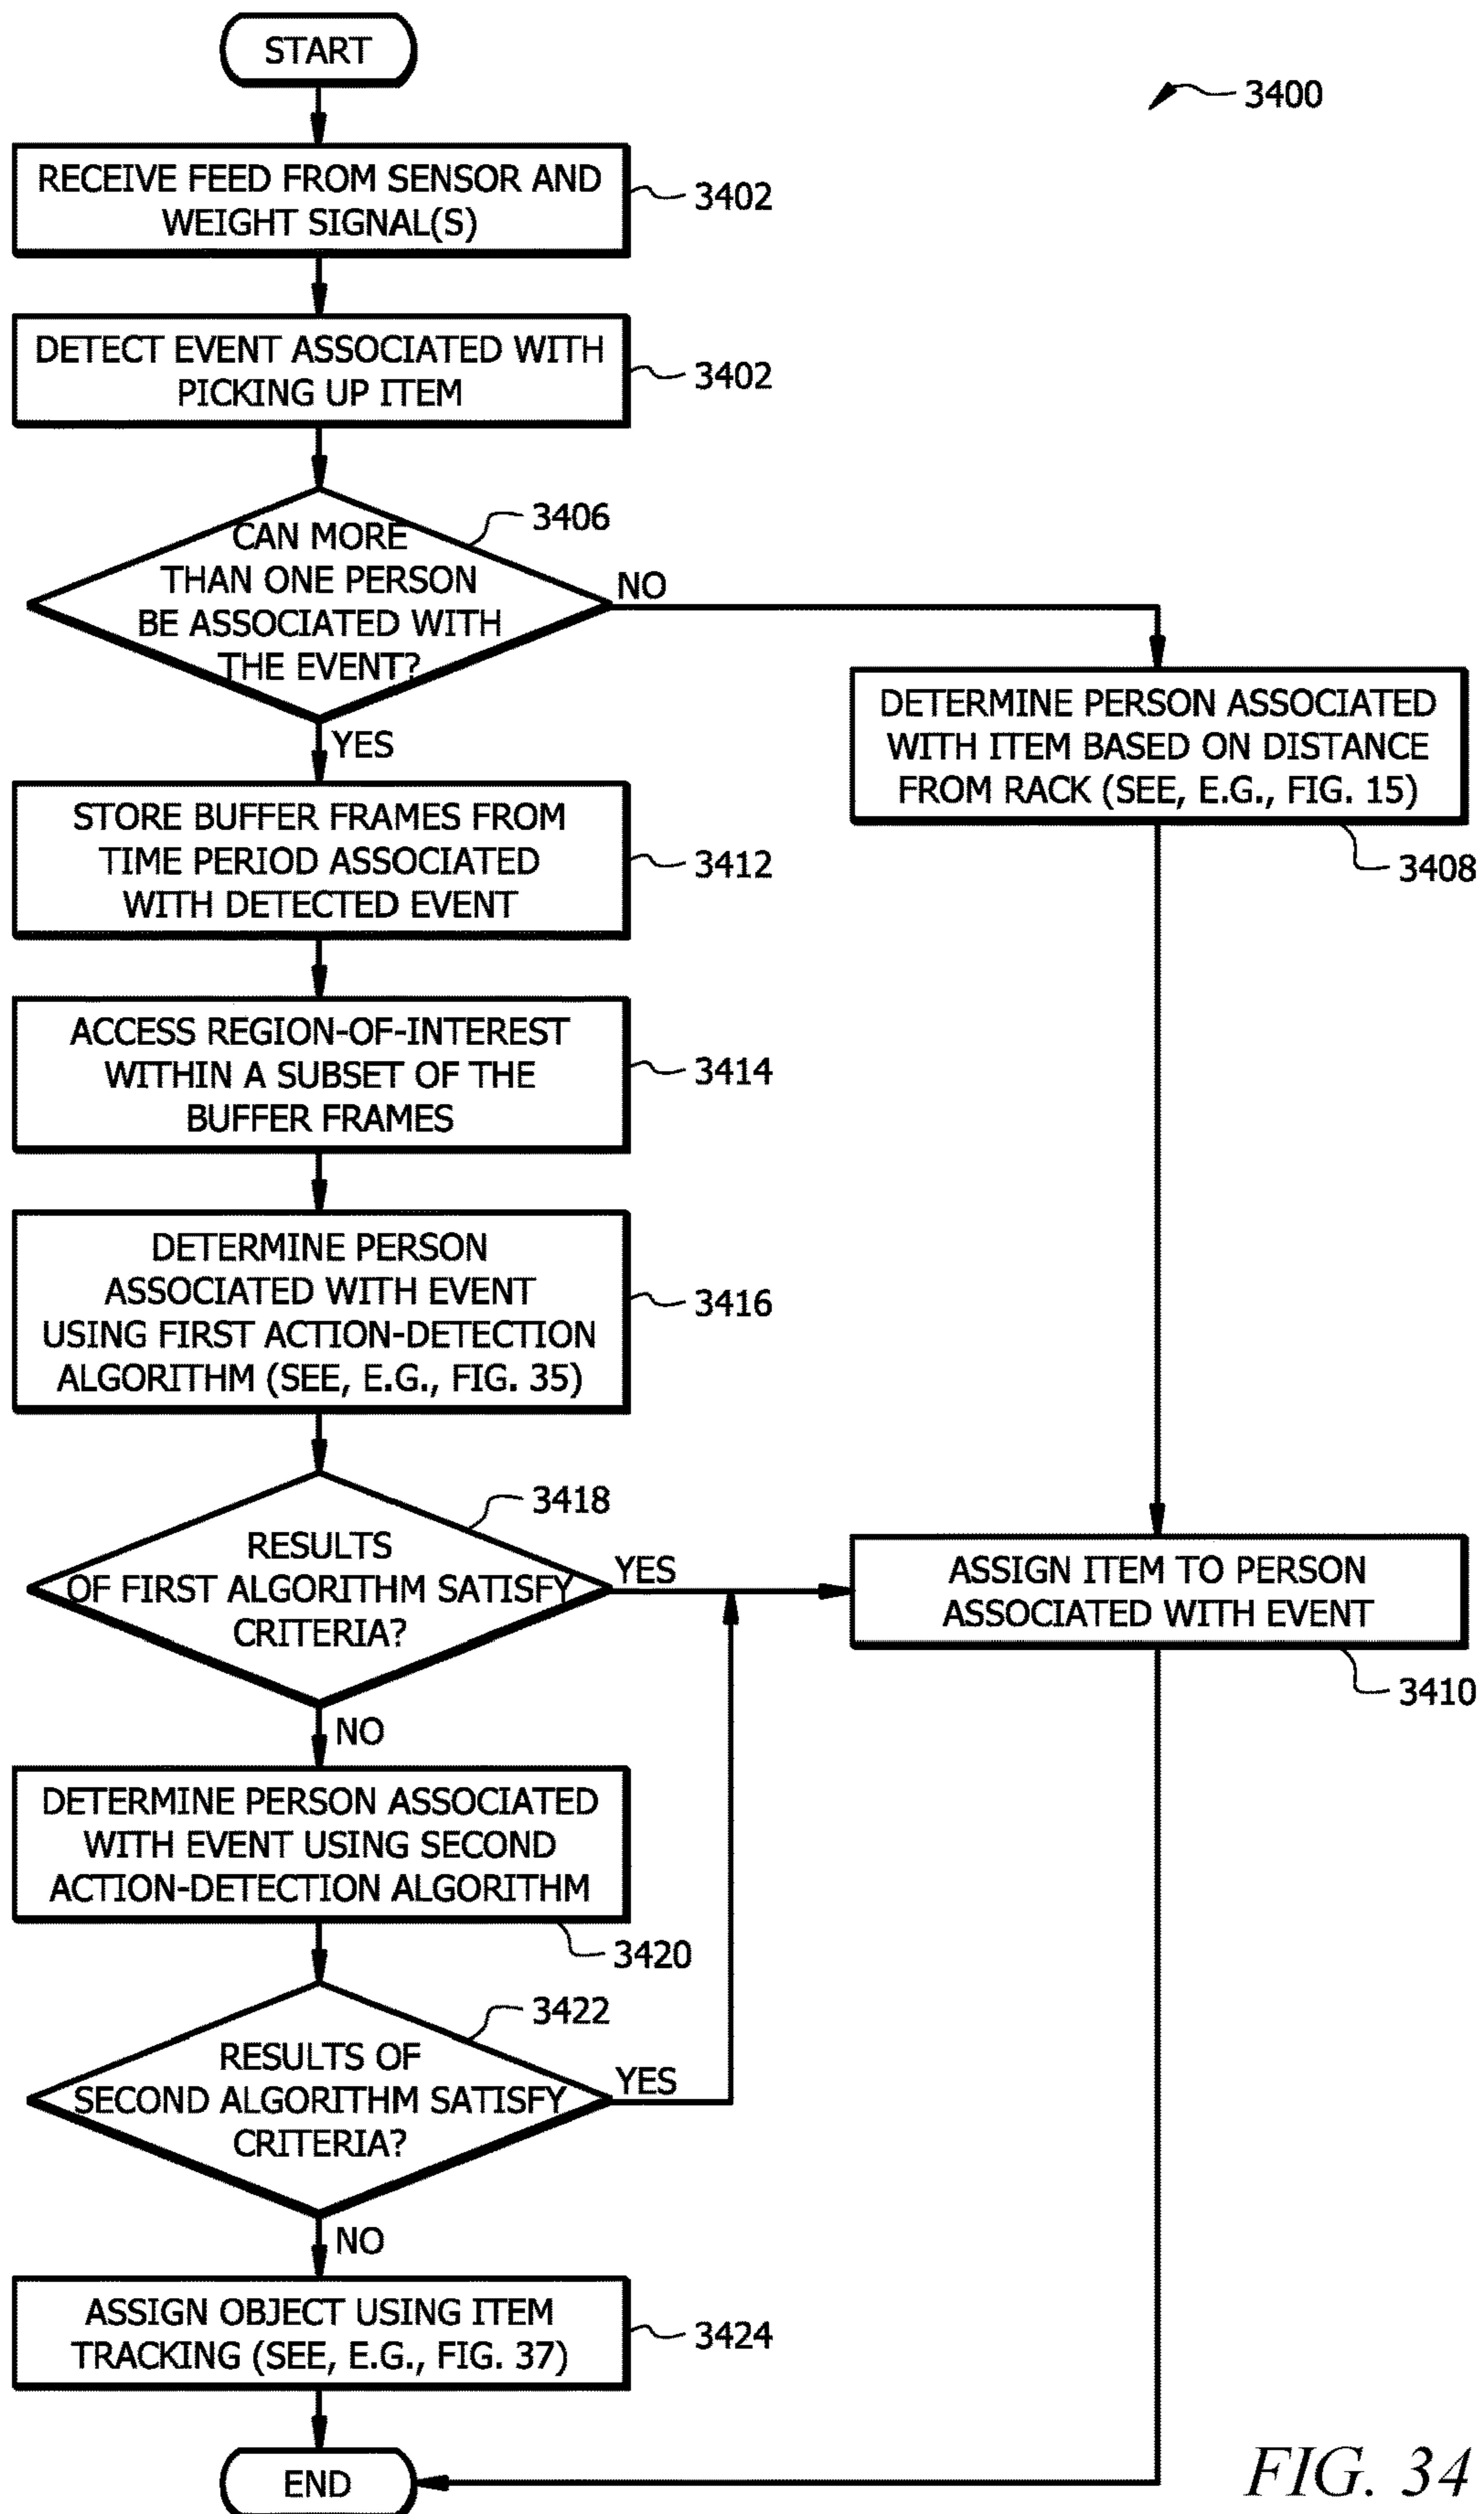 START
3400
RECEIVE FEED FROM SENSOR AND
WEIGHT SIGNAL(S)
3402
DETECT EVENT ASSOCIATED WITH
PICKING UP ITEM
3402
CAN MORE
THAN ONE PERSON
BE ASSOCIATED WITH
THE EVENT?
3406
NO
YES
DETERMINE PERSON ASSOCIATED
WITH ITEM BASED ON DISTANCE
FROM RACK (SEE, E.G., FIG. 15)
3408
STORE BUFFER FRAMES FROM
TIME PERIOD ASSOCIATED
WITH DETECTED EVENT
3412
ACCESS REGION-OF-INTEREST
WITHIN A SUBSET OF THE
BUFFER FRAMES
3414
DETERMINE PERSON
ASSOCIATED WITH EVENT
USING FIRST ACTION-DETECTION
ALGORITHM (SEE, E.G., FIG. 35)
3416
RESULTS
OF FIRST ALGORITHM SATISFY
CRITERIA?
3418
YES
NO
ASSIGN ITEM TO PERSON
ASSOCIATED WITH EVENT
3410
DETERMINE PERSON ASSOCIATED
WITH EVENT USING SECOND
ACTION-DETECTION ALGORITHM
3420
RESULTS OF
SECOND ALGORITHM SATISFY
CRITERIA?
3422
YES
NO
ASSIGN OBJECT USING ITEM
TRACKING (SEE, E.G., FIG. 37)
3424
END
FIG. 34